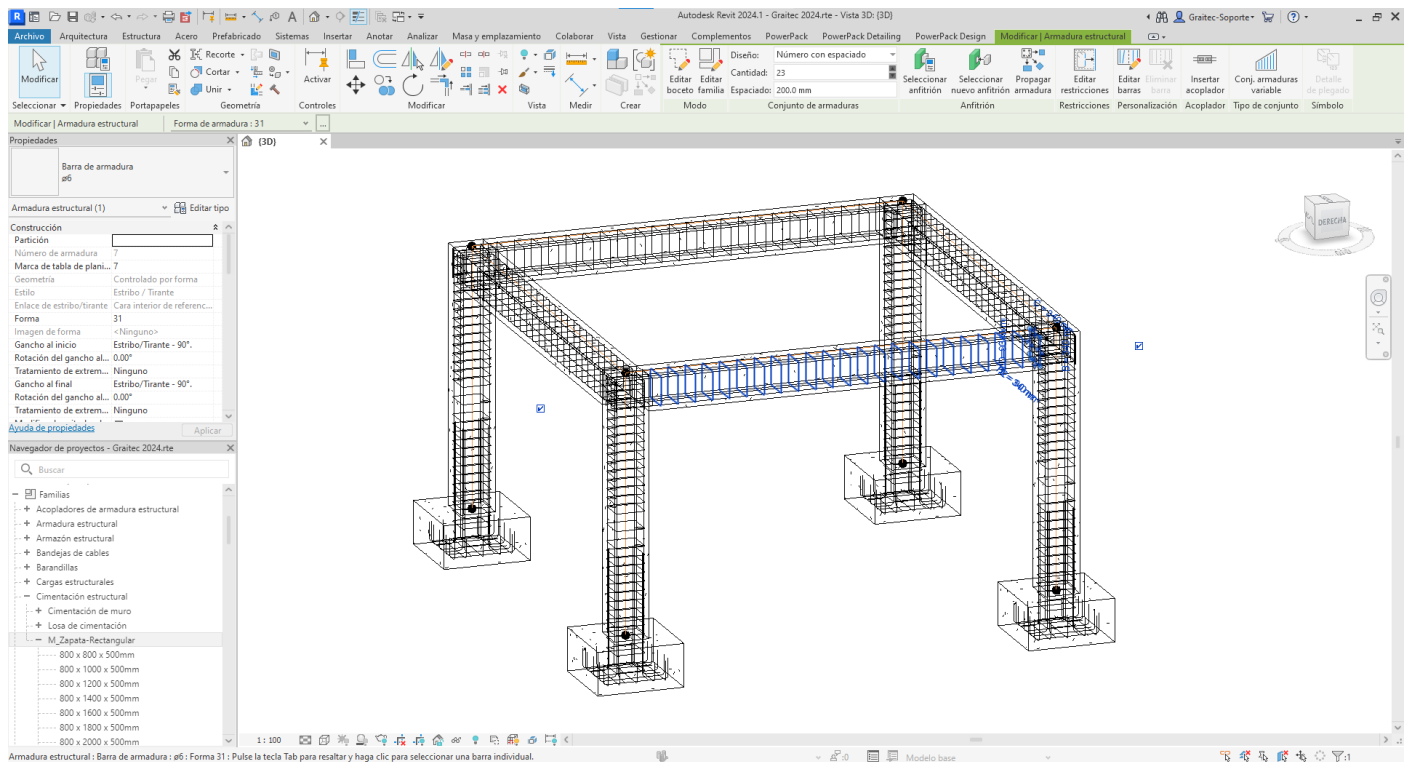 Autodesk Revit 2024.1 - Graitec 2024.rte - Vista 3D: {3D}
Graitec-Soporte
Archivo Arquitectura Estructura Acero Prefabricado Sistemas Insertar Anotar Analizar Masa y emplazamiento Colaborar Vista Gestionar Complementos PowerPack PowerPack Detailing PowerPack Design Modificar | Armadura estructural
Modificar
Propiedades
Pegar
Recorte
Cortar
Unir
Activar
Editar boceto
Editar familia
Diseño: Número con espaciado
Cantidad: 23
Espaciado: 200.0 mm
Seleccionar anfitrión
Seleccionar nuevo anfitrión
Propagar armadura
Editar restricciones
Editar barras
Eliminar barra
Insertar acoplador
Conj. armaduras variable
Detalle de plegado
Seleccionar Propiedades Portapapeles Geometría Controles Modificar Vista Medir Crear Modo Conjunto de armaduras Anfitrión Restricciones Personalización Acoplador Tipo de conjunto Símbolo
Modificar | Armadura estructural Forma de armadura : 31 ...
Propiedades
{3D}
Barra de armadura
ø6
Armadura estructural (1) Editar tipo
Construcción
Partición
Número de armadura 7
Marca de tabla de plani... 7
Geometría Controlado por forma
Estilo Estribo / Tirante
Enlace de estribo/tirante Cara interior de referenc...
Forma 31
Imagen de forma <Ninguno>
Gancho al inicio Estribo/Tirante - 90°.
Rotación del gancho al... 0.00°
Tratamiento de extrem... Ninguno
Gancho al final Estribo/Tirante - 90°.
Rotación del gancho al... 0.00°
Tratamiento de extrem... Ninguno
Ayuda de propiedades Aplicar
Navegador de proyectos - Graitec 2024.rte
Buscar
Familias
Acopladores de armadura estructural
Armadura estructural
Armazón estructural
Bandejas de cables
Barandillas
Cargas estructurales
Cimentación estructural
Cimentación de muro
Losa de cimentación
M_Zapata-Rectangular
800 x 800 x 500mm
800 x 1000 x 500mm
800 x 1200 x 500mm
800 x 1400 x 500mm
800 x 1600 x 500mm
800 x 1800 x 500mm
800 x 2000 x 500mm
DERECHA
= 340 mm
1 : 100
Armadura estructural : Barra de armadura : ø6 : Forma 31 : Pulse la tecla Tab para resaltar y haga clic para seleccionar una barra individual.
:0
Modelo base
:1